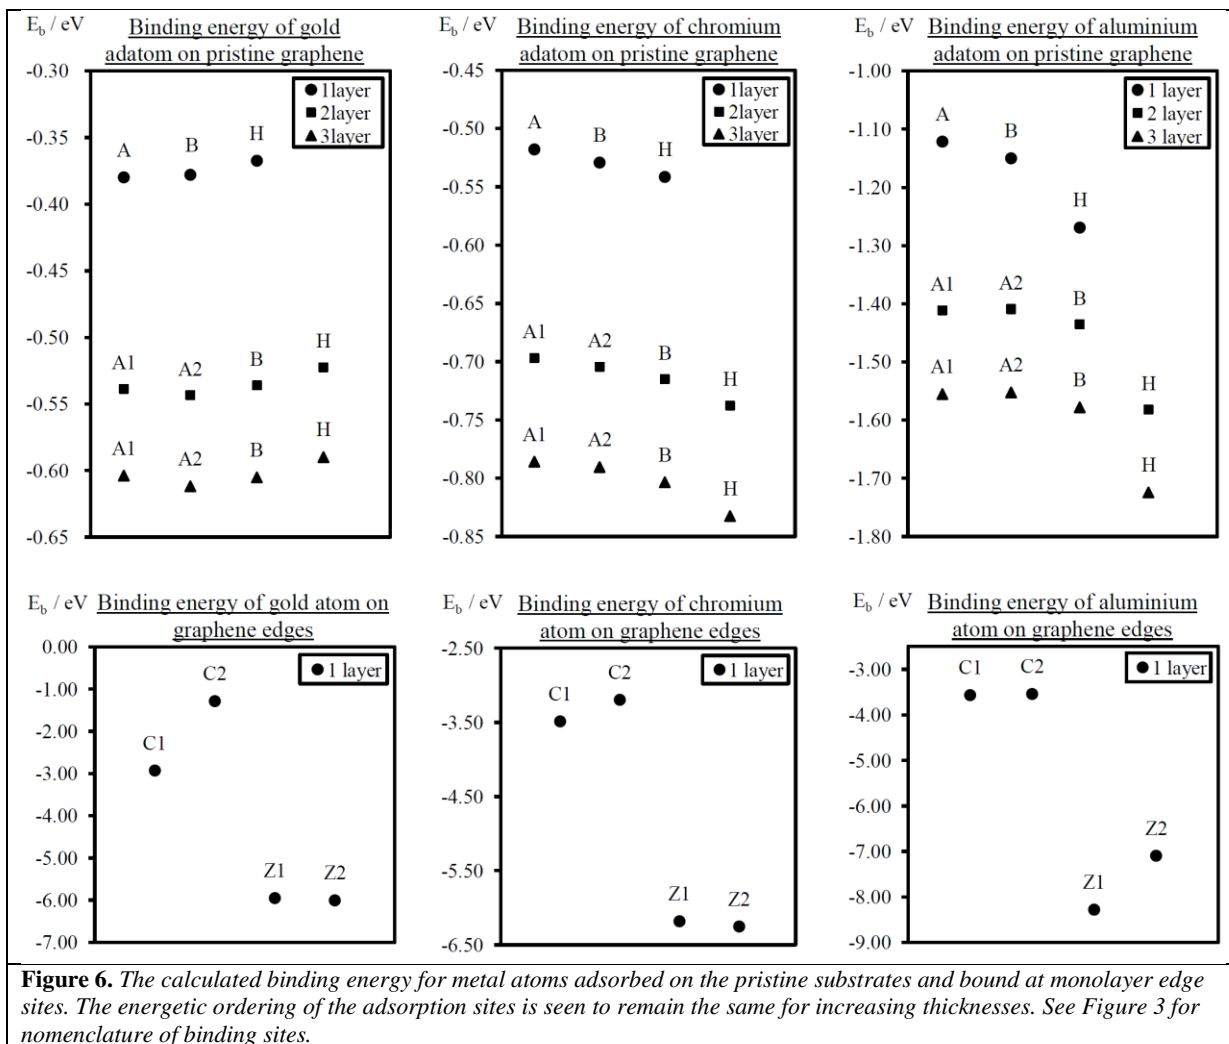 E_b / eV
Binding energy of gold
adatom on pristine graphene
-0.30
-0.35
-0.40
-0.45
-0.50
-0.55
-0.60
-0.65
1layer
2layer
3layer
A
B
H
A1
A2
B
H
A1
A2
B
H
E_b / eV
Binding energy of chromium
adatom on pristine graphene
-0.45
-0.50
-0.55
-0.60
-0.65
-0.70
-0.75
-0.80
-0.85
1layer
2layer
3layer
A
B
H
A1
A2
B
H
A1
A2
B
H
E_b / eV
Binding energy of aluminium
adatom on pristine graphene
-1.00
-1.10
-1.20
-1.30
-1.40
-1.50
-1.60
-1.70
-1.80
1 layer
2 layer
3 layer
A
B
H
A1
A2
B
H
A1
A2
B
H
E_b / eV
Binding energy of gold atom on
graphene edges
0.00
-1.00
-2.00
-3.00
-4.00
-5.00
-6.00
-7.00
1 layer
C1
C2
Z1
Z2
E_b / eV
Binding energy of chromium
atom on graphene edges
-2.50
-3.50
-4.50
-5.50
-6.50
1 layer
C1
C2
Z1
Z2
E_b / eV
Binding energy of aluminium
atom on graphene edges
-3.00
-4.00
-5.00
-6.00
-7.00
-8.00
-9.00
1 layer
C1
C2
Z1
Z2
Figure 6. The calculated binding energy for metal atoms adsorbed on the pristine substrates and bound at monolayer edge
sites. The energetic ordering of the adsorption sites is seen to remain the same for increasing thicknesses. See Figure 3 for
nomenclature of binding sites.